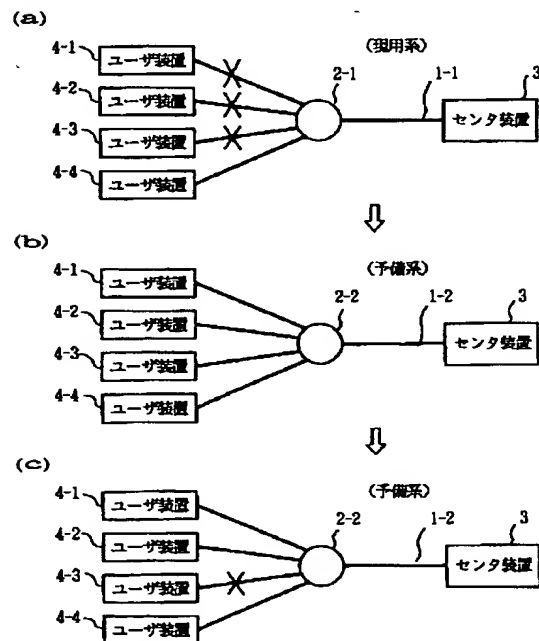 (a)
(現用系)
4-1 ユーザ装置
2-1
1-1
3
4-2 ユーザ装置
センタ装置
4-3 ユーザ装置
4-4 ユーザ装置
(b)
(予備系)
4-1 ユーザ装置
2-2
1-2
3
4-2 ユーザ装置
センタ装置
4-3 ユーザ装置
4-4 ユーザ装置
(c)
(予備系)
4-1 ユーザ装置
2-2
1-2
3
4-2 ユーザ装置
センタ装置
4-3 ユーザ装置
4-4 ユーザ装置